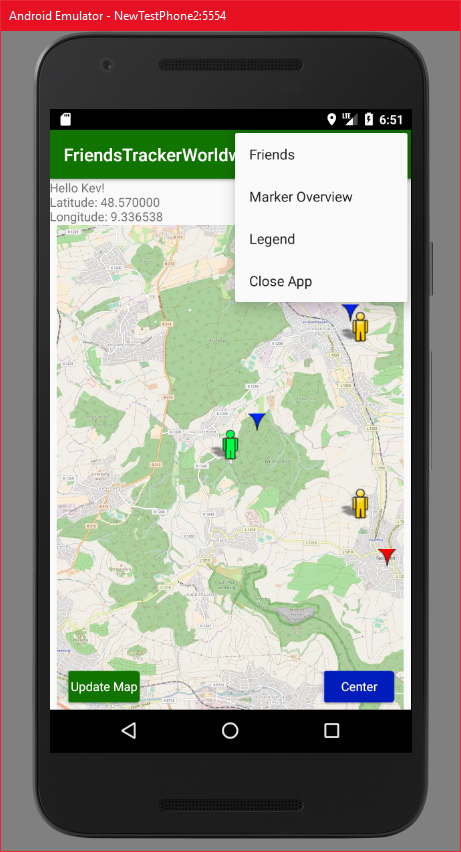 Android Emulator - NewTestPhone2:5554
LTE 6:51
FriendsTrackerWorldw
Friends
Marker Overview
Legend
Close App
Hello Kev!
Latitude: 48.570000
Longitude: 9.336538
Update Map
Center